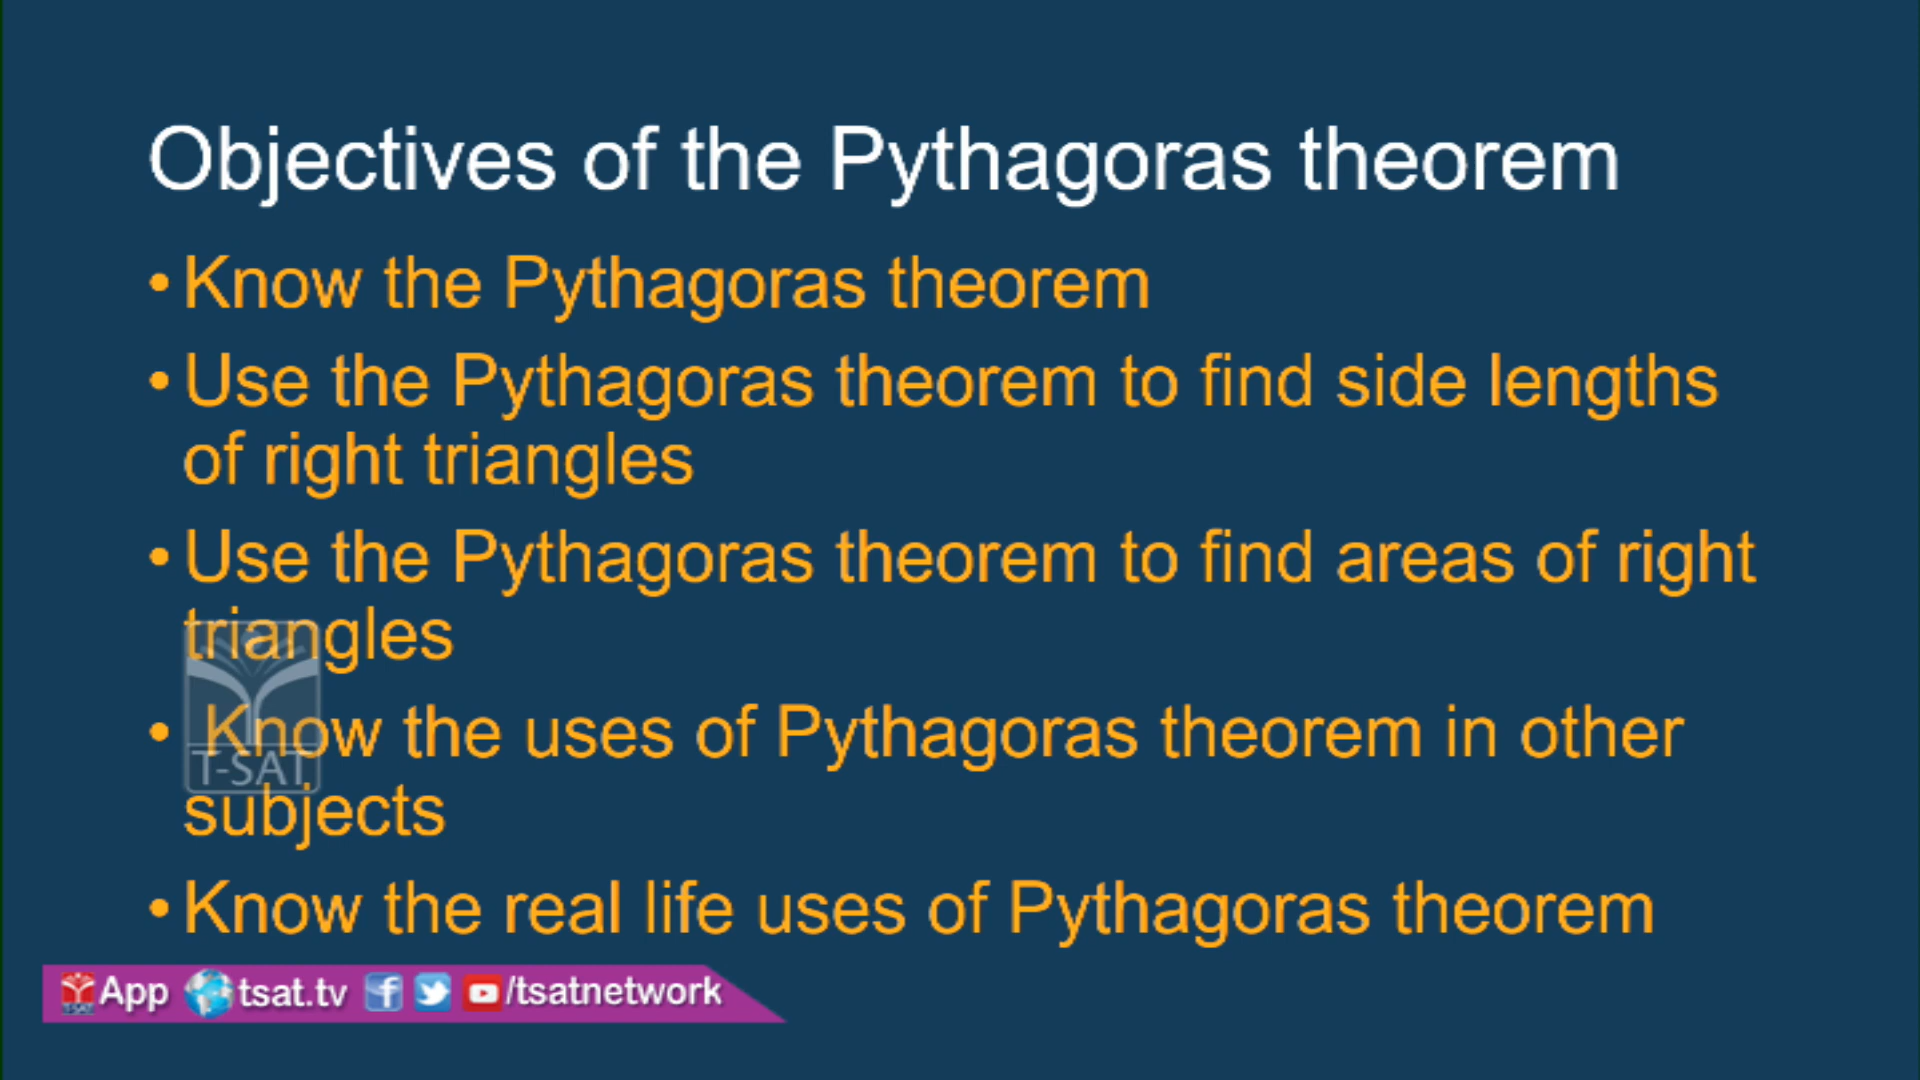 Objectives of the Pythagoras theorem
• Know the Pythagoras theorem
• Use the Pythagoras theorem to find side lengths
of right triangles
• Use the Pythagoras theorem to find areas of right
triangles
• Know the uses of Pythagoras theorem in other
subjects
T-SAT
• Know the real life uses of Pythagoras theorem
T-SAT App tsat.tv /tsatnetwork